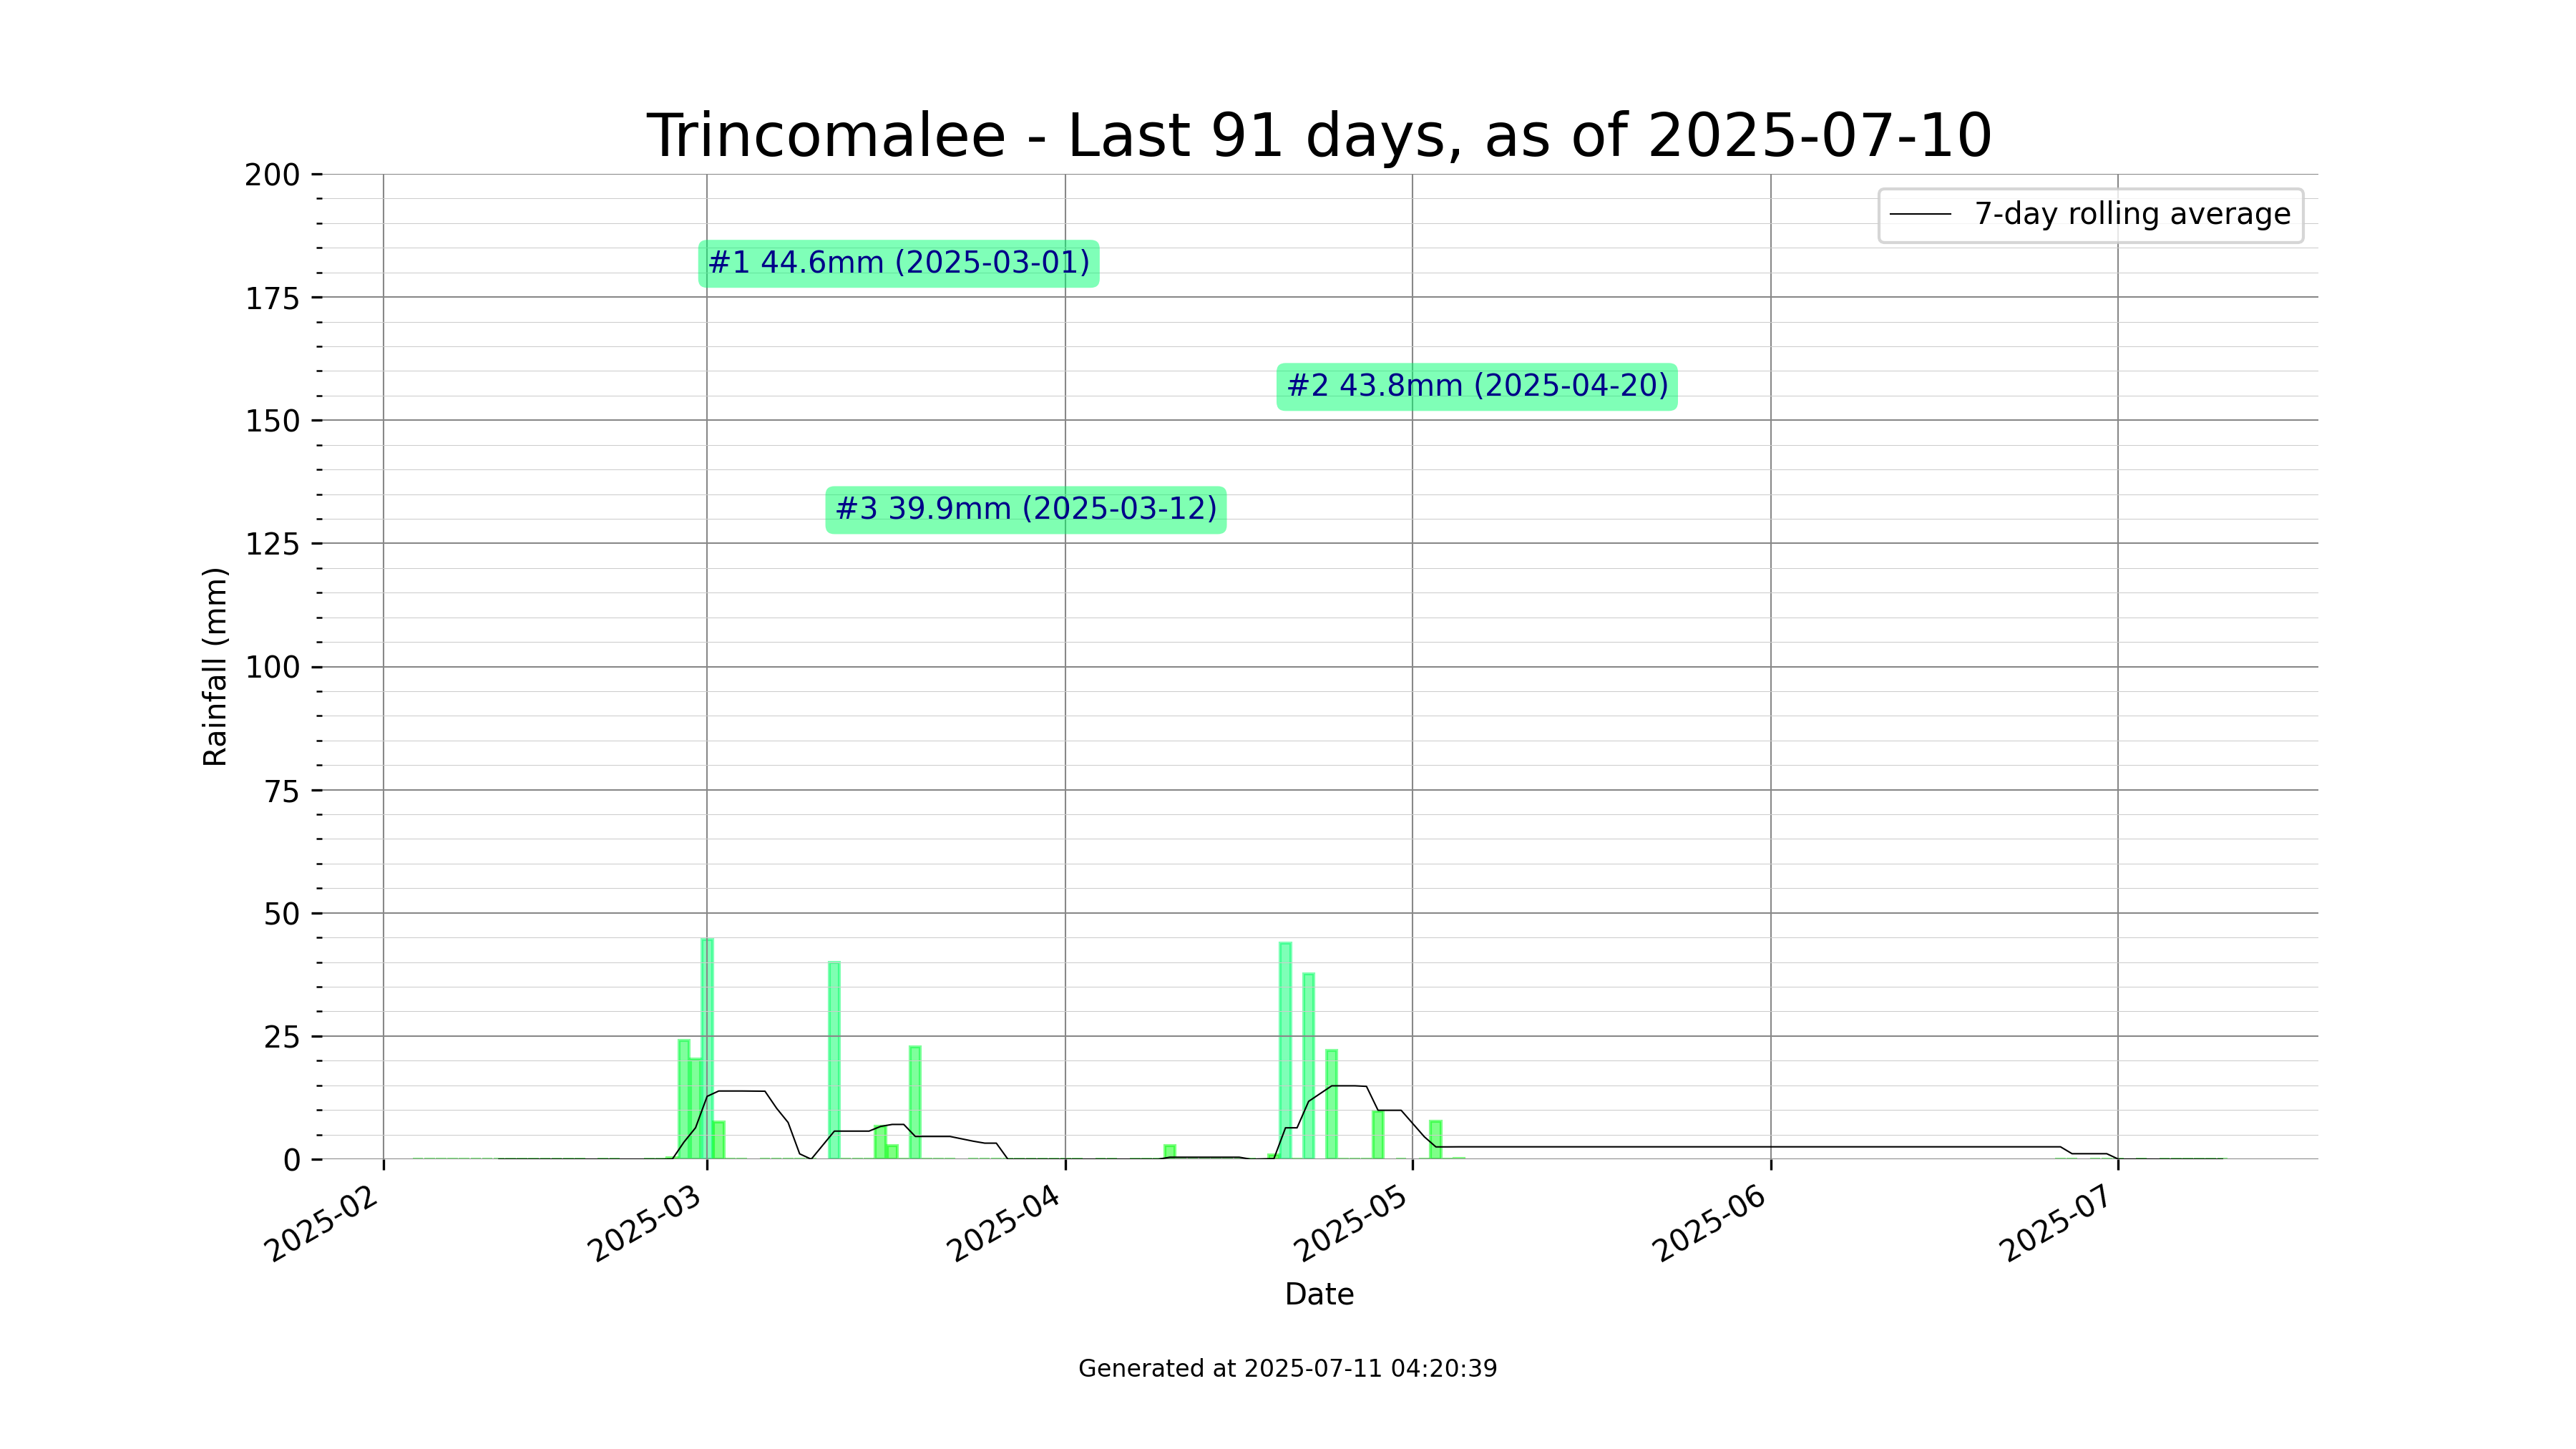 Trincomalee - Last 91 days, as of 2025-07-10
200
175
150
125
100
75
50
25
0
Rainfall (mm)
7-day rolling average
#1 44.6mm (2025-03-01)
#2 43.8mm (2025-04-20)
#3 39.9mm (2025-03-12)
2025-02
2025-03
2025-04
2025-05
2025-06
2025-07
Date
Generated at 2025-07-11 04:20:39